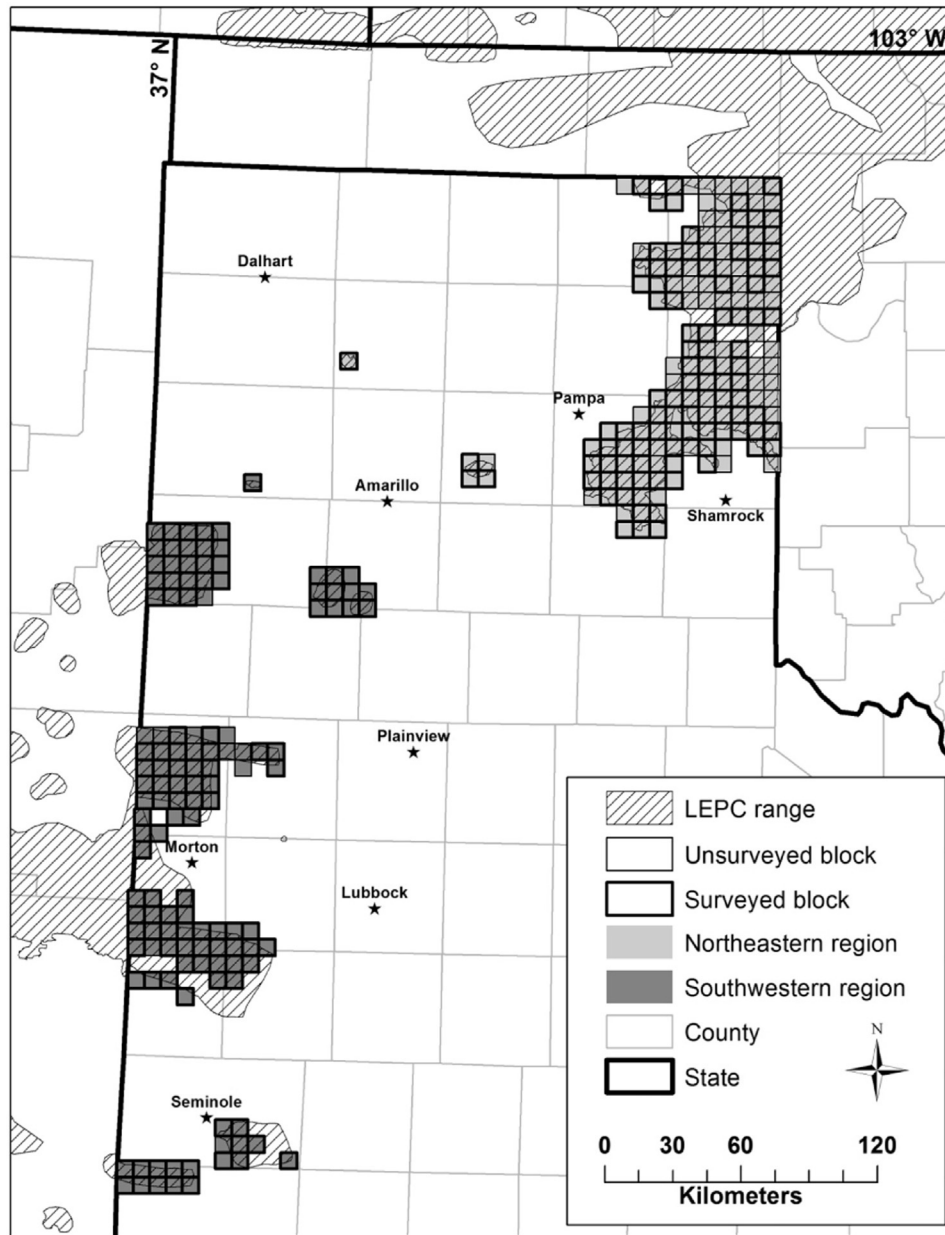 103° W
37° N
Dalhart
Pampa
Amarillo
Shamrock
Plainview
Morton
Lubbock
Seminole
LEPC range
Unsurveyed block
Surveyed block
Northeastern region
Southwestern region
County
State
N
0 30 60 120
Kilometers